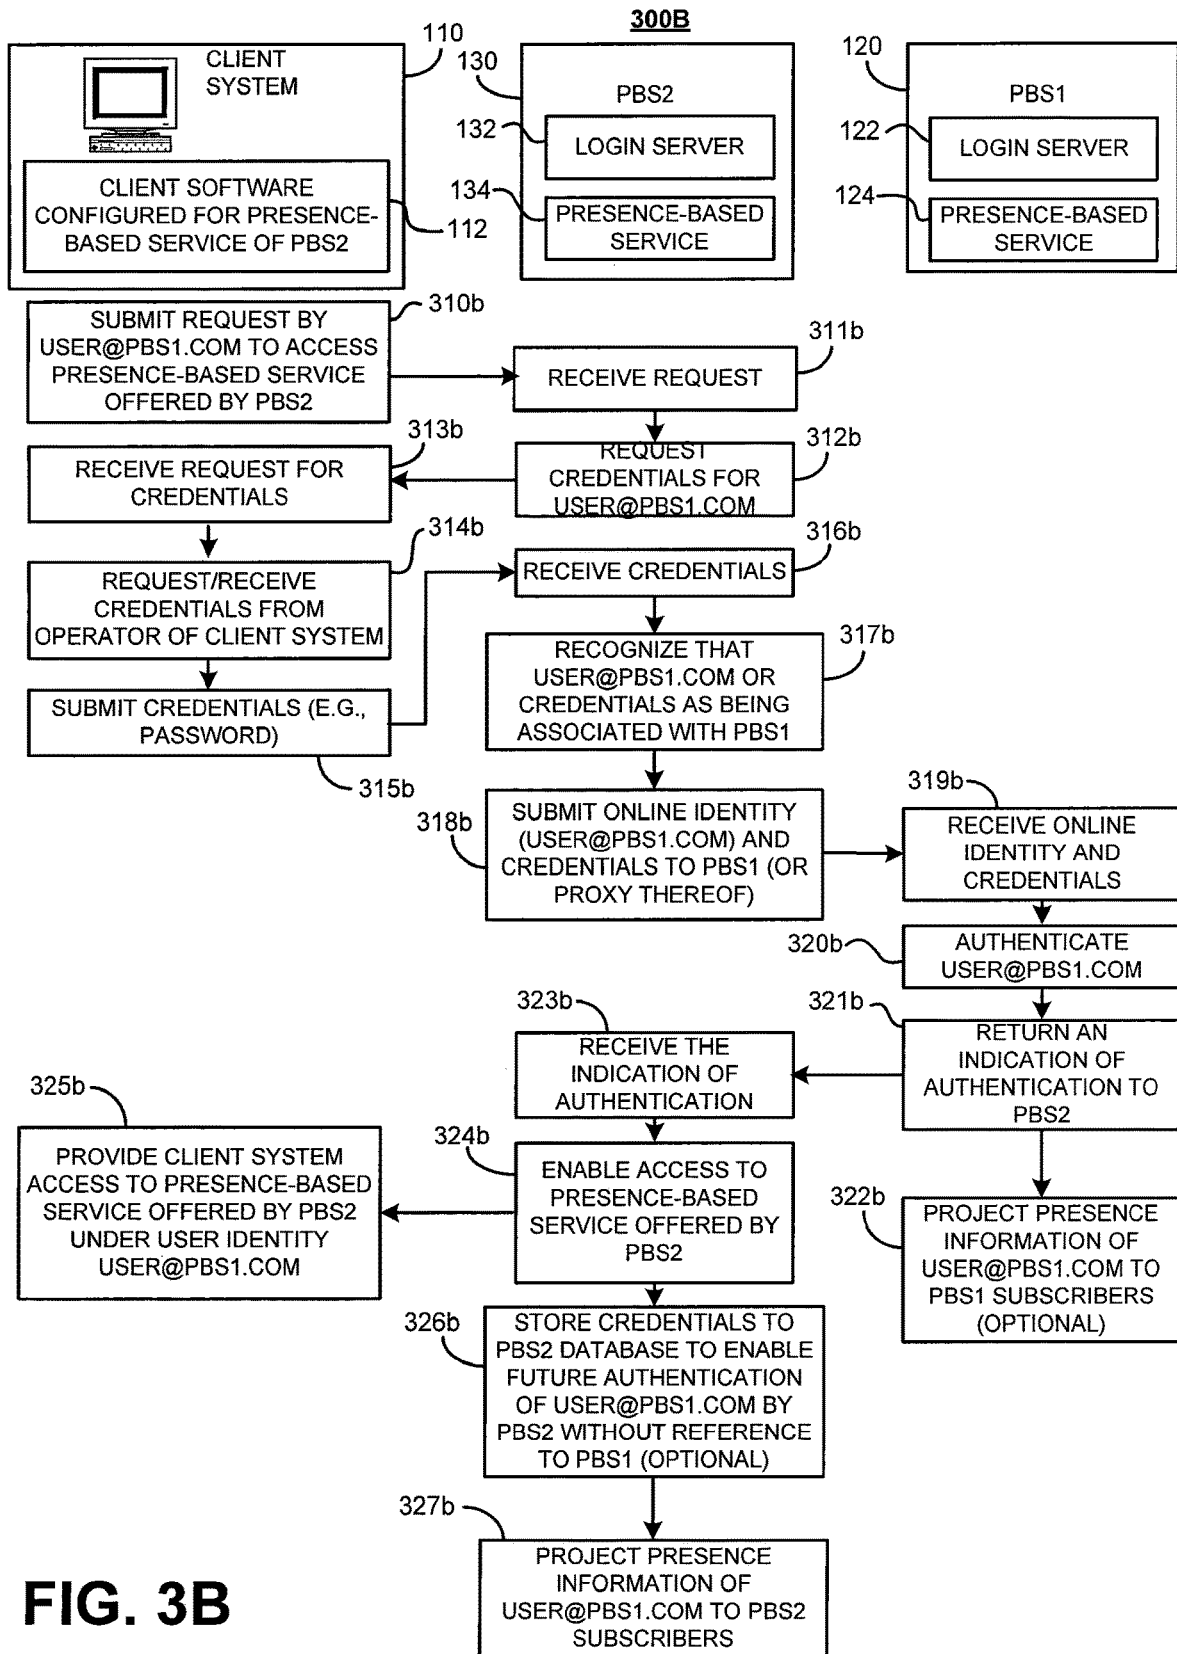 300B
CLIENT
SYSTEM
110
CLIENT SOFTWARE
CONFIGURED FOR PRESENCE-
BASED SERVICE OF PBS2
112
130
PBS2
132
LOGIN SERVER
134
PRESENCE-BASED
SERVICE
120
PBS1
122
LOGIN SERVER
124
PRESENCE-BASED
SERVICE
310b
SUBMIT REQUEST BY
USER@PBS1.COM TO ACCESS
PRESENCE-BASED SERVICE
OFFERED BY PBS2
311b
RECEIVE REQUEST
312b
REQUEST
CREDENTIALS FOR
USER@PBS1.COM
313b
RECEIVE REQUEST FOR
CREDENTIALS
314b
REQUEST/RECEIVE
CREDENTIALS FROM
OPERATOR OF CLIENT SYSTEM
SUBMIT CREDENTIALS (E.G.,
PASSWORD)
315b
316b
RECEIVE CREDENTIALS
317b
RECOGNIZE THAT
USER@PBS1.COM OR
CREDENTIALS AS BEING
ASSOCIATED WITH PBS1
318b
SUBMIT ONLINE IDENTITY
(USER@PBS1.COM) AND
CREDENTIALS TO PBS1 (OR
PROXY THEREOF)
319b
RECEIVE ONLINE
IDENTITY AND
CREDENTIALS
320b
AUTHENTICATE
USER@PBS1.COM
321b
RETURN AN
INDICATION OF
AUTHENTICATION TO
PBS2
322b
PROJECT PRESENCE
INFORMATION OF
USER@PBS1.COM TO
PBS1 SUBSCRIBERS
(OPTIONAL)
323b
RECEIVE THE
INDICATION OF
AUTHENTICATION
324b
ENABLE ACCESS TO
PRESENCE-BASED
SERVICE OFFERED BY
PBS2
325b
PROVIDE CLIENT SYSTEM
ACCESS TO PRESENCE-BASED
SERVICE OFFERED BY PBS2
UNDER USER IDENTITY
USER@PBS1.COM
326b
STORE CREDENTIALS TO
PBS2 DATABASE TO ENABLE
FUTURE AUTHENTICATION
OF USER@PBS1.COM BY
PBS2 WITHOUT REFERENCE
TO PBS1 (OPTIONAL)
327b
PROJECT PRESENCE
INFORMATION OF
USER@PBS1.COM TO PBS2
SUBSCRIBERS
FIG. 3B